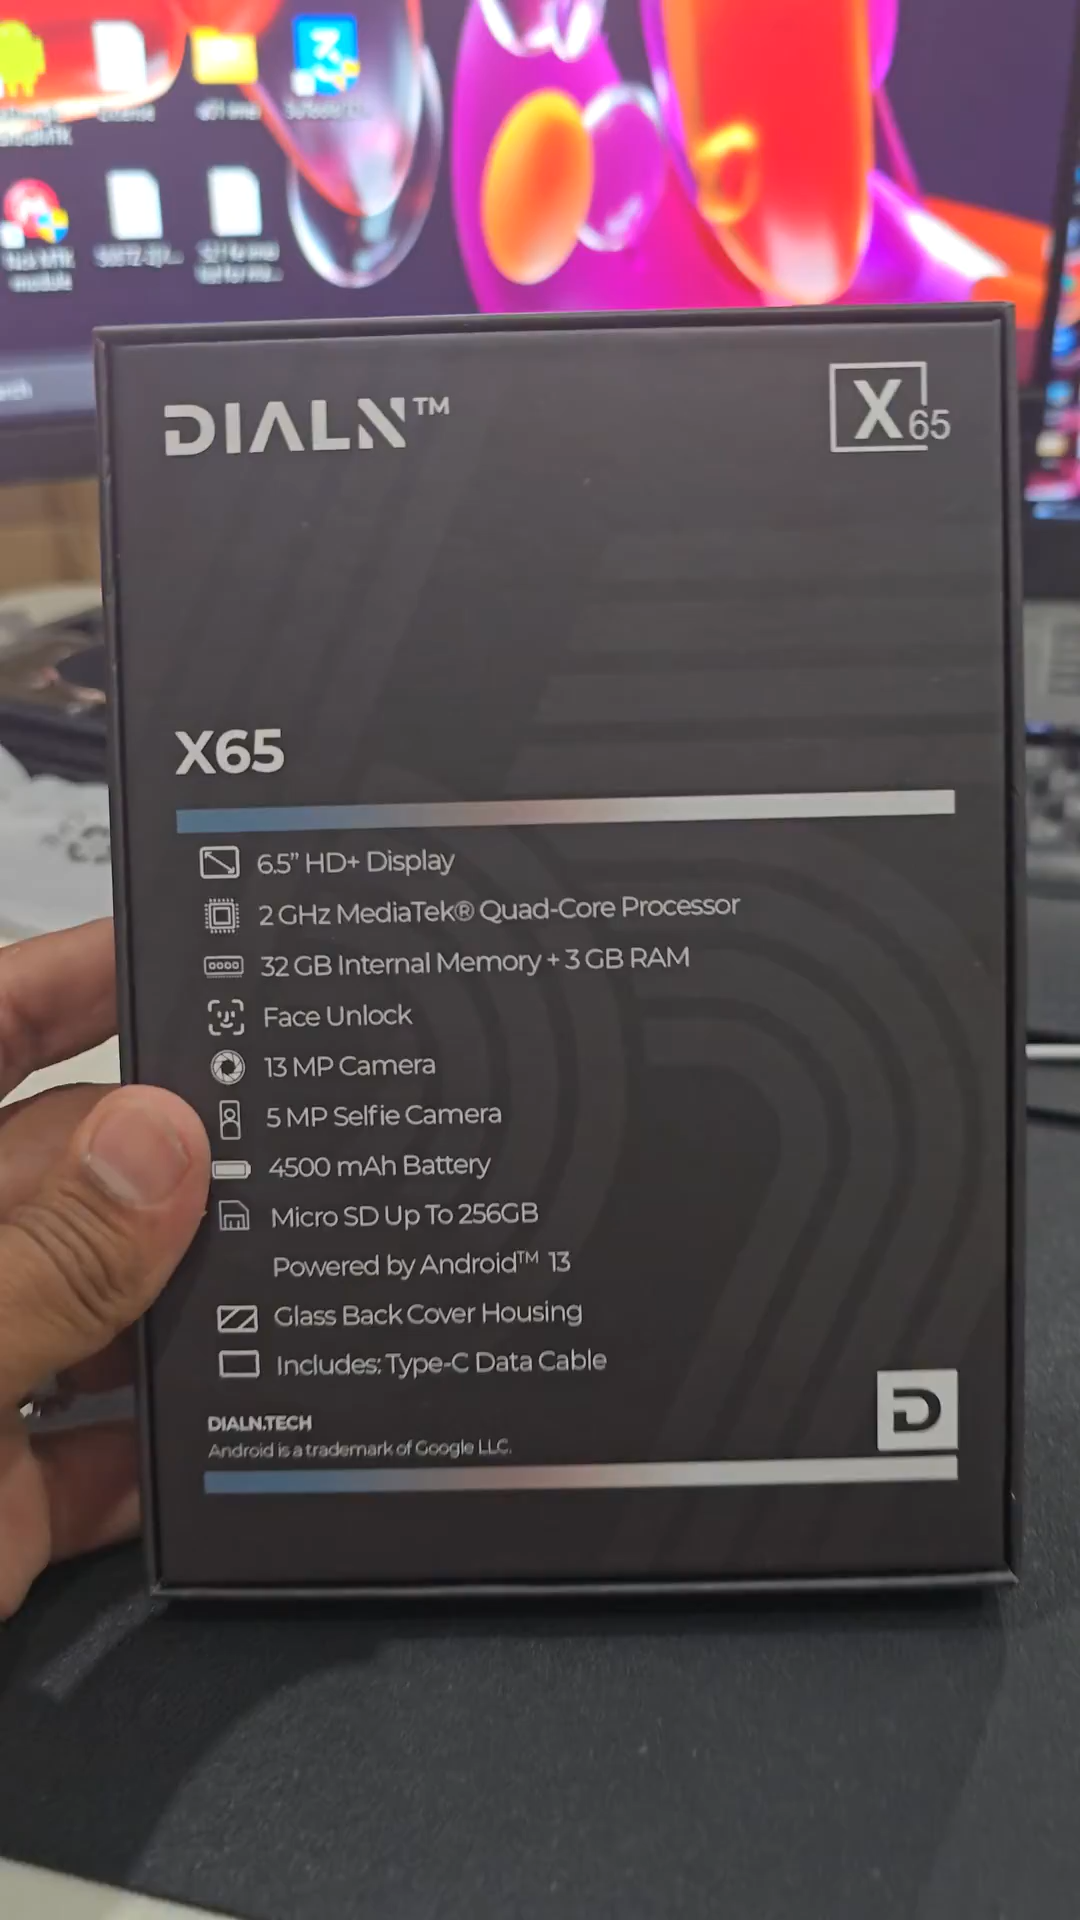 DIALN™
X65
X65
6.5" HD+ Display
2 GHz MediaTek® Quad-Core Processor
32 GB Internal Memory + 3 GB RAM
Face Unlock
13 MP Camera
5 MP Selfie Camera
4500 mAh Battery
Micro SD Up To 256GB
Powered by Android™ 13
Glass Back Cover Housing
Includes: Type-C Data Cable
DIALN.TECH
Android is a trademark of Google LLC.
D